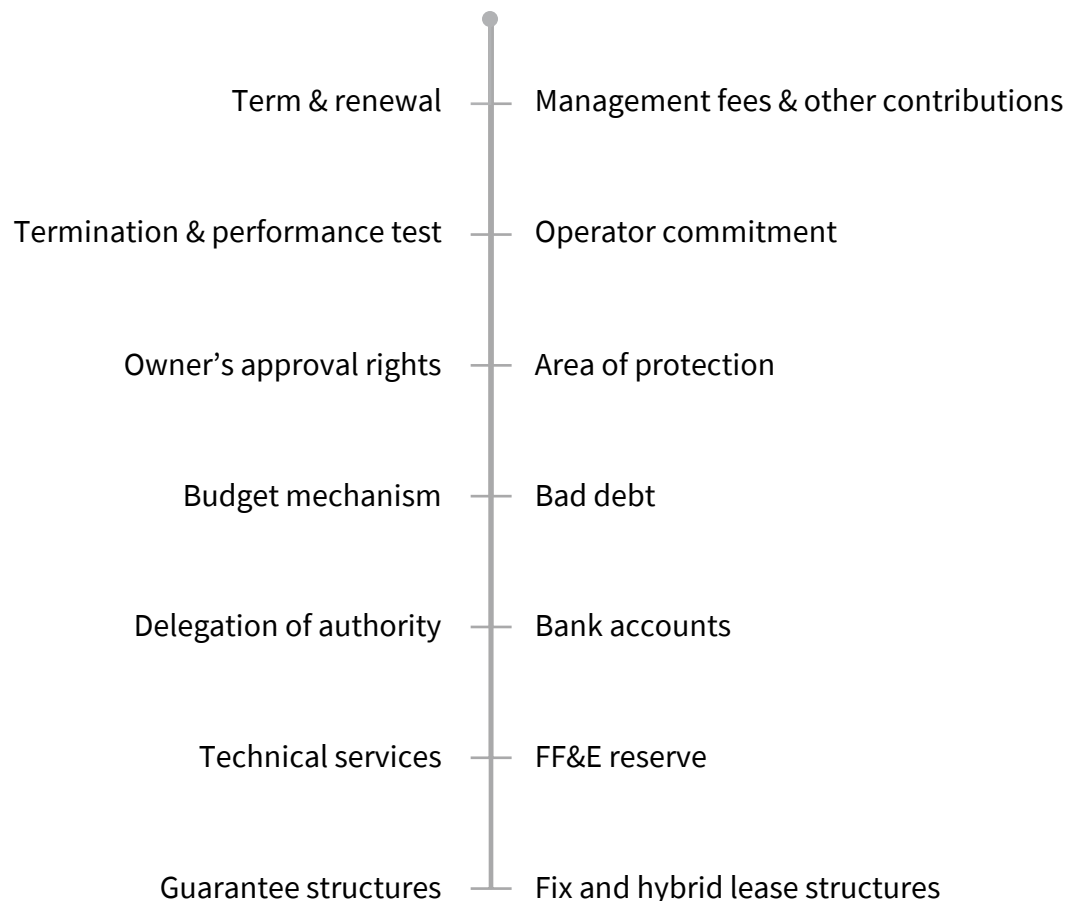 Term & renewal
Management fees & other contributions
Termination & performance test
Operator commitment
Owner’s approval rights
Area of protection
Budget mechanism
Bad debt
Delegation of authority
Bank accounts
Technical services
FF&E reserve
Guarantee structures
Fix and hybrid lease structures